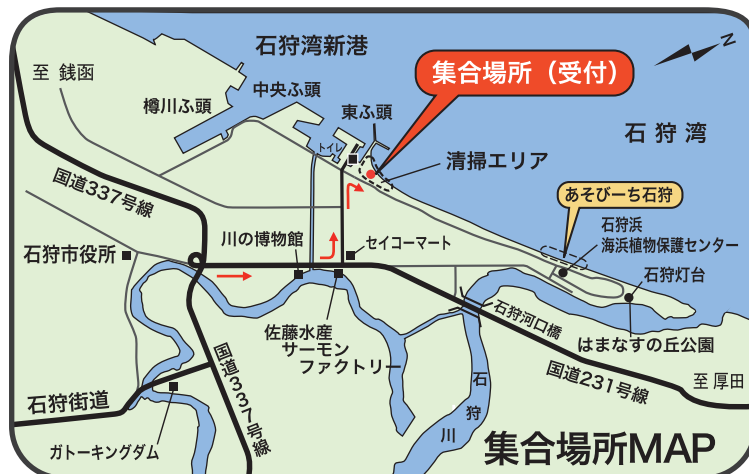 石狩湾新港
至 銭函
中央ふ頭
樽川ふ頭
東ふ頭
トイレ
集合場所（受付）
N
石狩湾
清掃エリア
国道337号線
あそびーち石狩
石狩浜
海浜植物保護センター
石狩灯台
川の博物館
セイコーマート
石狩市役所
石狩河口橋
はまなすの丘公園
佐藤水産
サーモン
ファクトリー
国道337号線
国道231号線
至 厚田
石狩街道
石狩川
ガトーキングダム
集合場所MAP